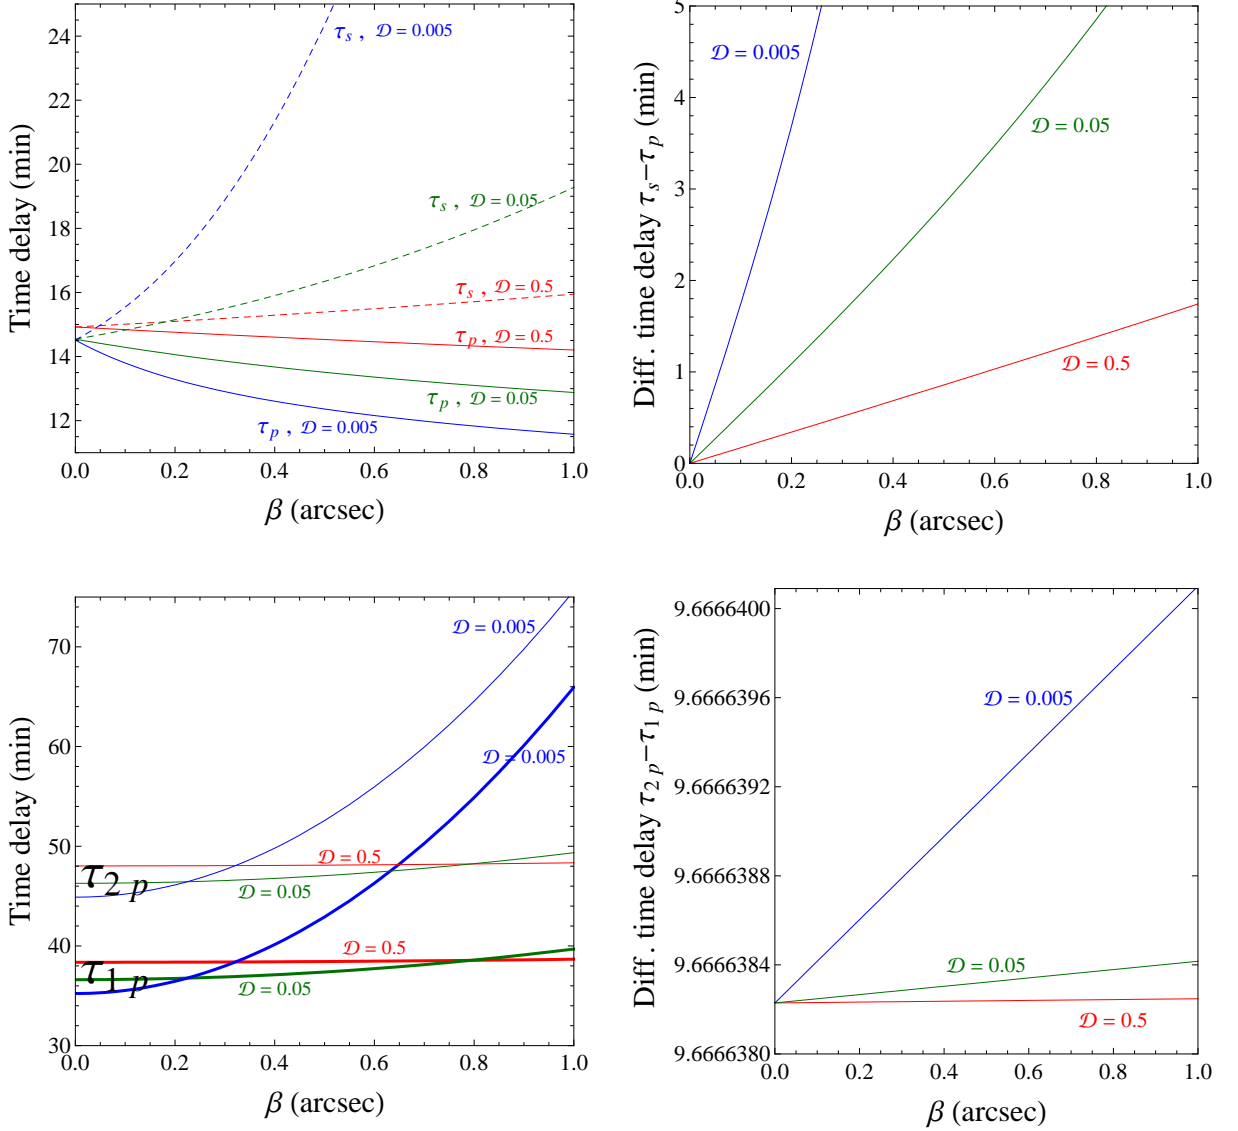 24
22
20
18
16
14
12
0.0 0.2 0.4 0.6 0.8 1.0
Time delay (min)
β (arcsec)
τs , 𝒟 = 0.005
τs , 𝒟 = 0.05
τs , 𝒟 = 0.5
τp , 𝒟 = 0.5
τp , 𝒟 = 0.05
τp , 𝒟 = 0.005
5
4
3
2
1
0
0.0 0.2 0.4 0.6 0.8 1.0
Diff. time delay τs−τp (min)
β (arcsec)
𝒟 = 0.005
𝒟 = 0.05
𝒟 = 0.5
70
60
50
40
30
0.0 0.2 0.4 0.6 0.8 1.0
Time delay (min)
β (arcsec)
𝒟 = 0.005
𝒟 = 0.005
𝒟 = 0.5
τ2 p
𝒟 = 0.05
𝒟 = 0.5
τ1 p
𝒟 = 0.05
9.6666400
9.6666396
9.6666392
9.6666388
9.6666384
9.6666380
0.0 0.2 0.4 0.6 0.8 1.0
Diff. time delay τ2 p−τ1 p (min)
β (arcsec)
𝒟 = 0.005
𝒟 = 0.05
𝒟 = 0.5